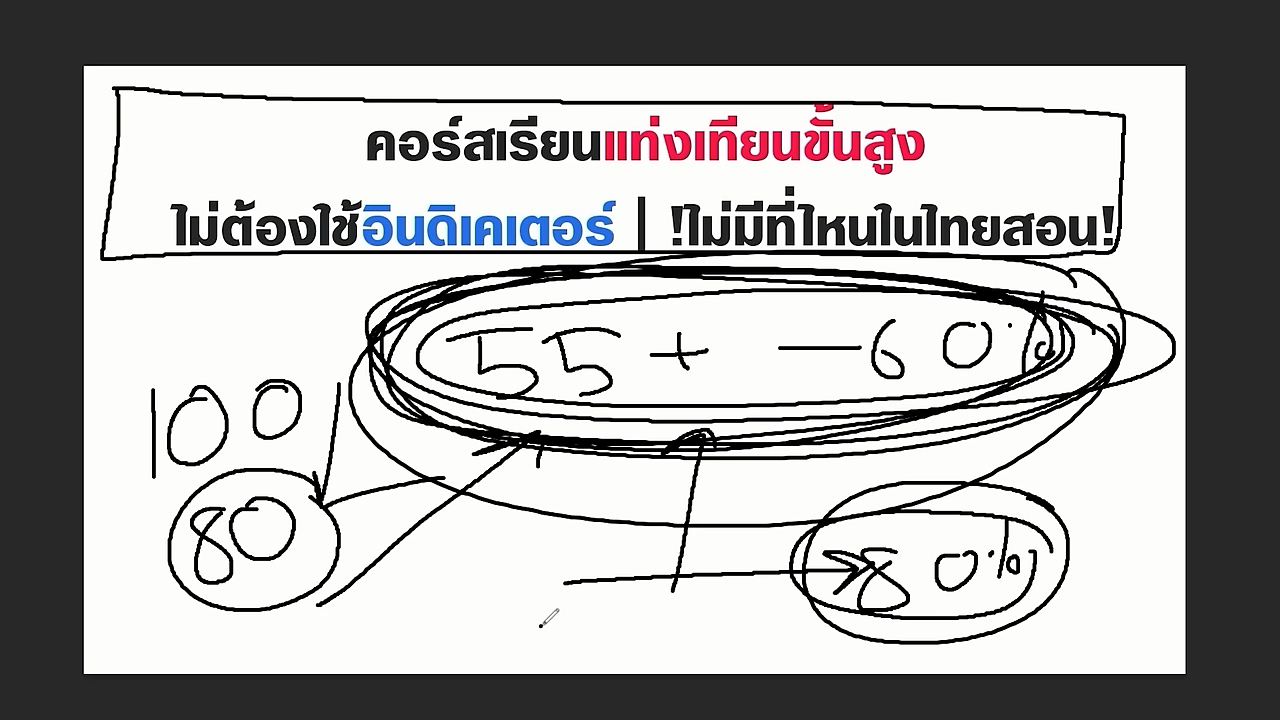 คอร์สเรียนแท่งเทียนขั้นสูง
ไม่ต้องใช้อินดิเคเตอร์ | !ไม่มีที่ไหนในไทยสอน!
55 + - 60%
100
80
80%